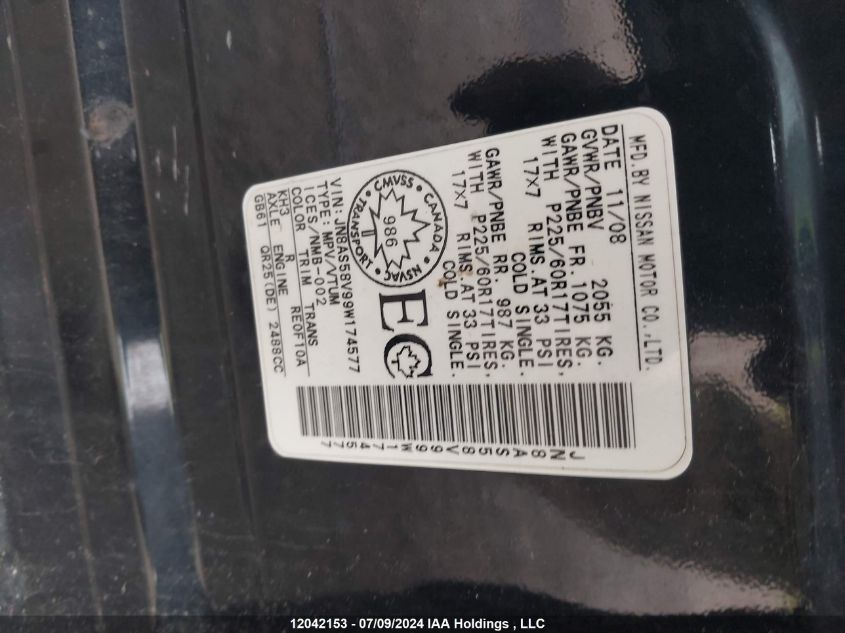 MFD.BY NISSAN MOTOR CO.,LTD.
DATE 11/08
GVWR/PNBV 2055 KG.
GAWR/PNBE FR. 1075 KG.
WITH P225/60R17TIRES,
17X7 RIMS.AT 33 PSI
COLD SINGLE.
GAWR/PNBE RR. 987 KG.
WITH P225/60R17TIRES,
17X7 RIMS.AT 33 PSI
COLD SINGLE.
CMVSS • CANADA • NSVAC • TRANSPORT •
986
EC
VIN: JN8AS58V99W174577
TYPE: MPV/VTUM
ICES/NMB-002
COLOR TRIM TRANS
KH3 R RE0F10A
AXLE ENGINE
GB61 QR25(DE) 2488CC
JN8AS58V99W174577
12042153 - 07/09/2024 IAA Holdings , LLC